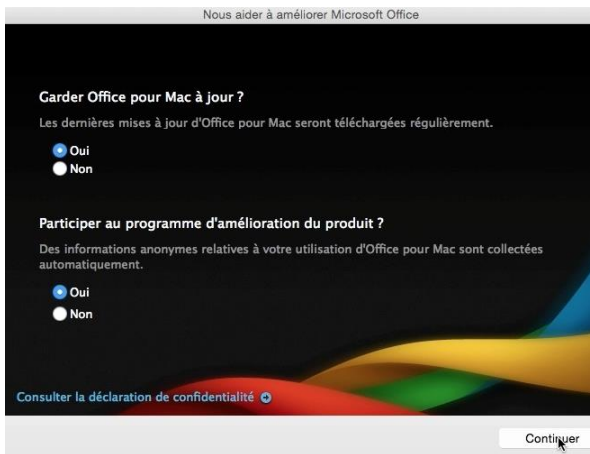 Nous aider à améliorer Microsoft Office
Garder Office pour Mac à jour ?
Les dernières mises à jour d'Office pour Mac seront téléchargées régulièrement.
Oui
Non
Participer au programme d'amélioration du produit ?
Des informations anonymes relatives à votre utilisation d'Office pour Mac sont collectées
automatiquement.
Oui
Non
Consulter la déclaration de confidentialité
Continuer